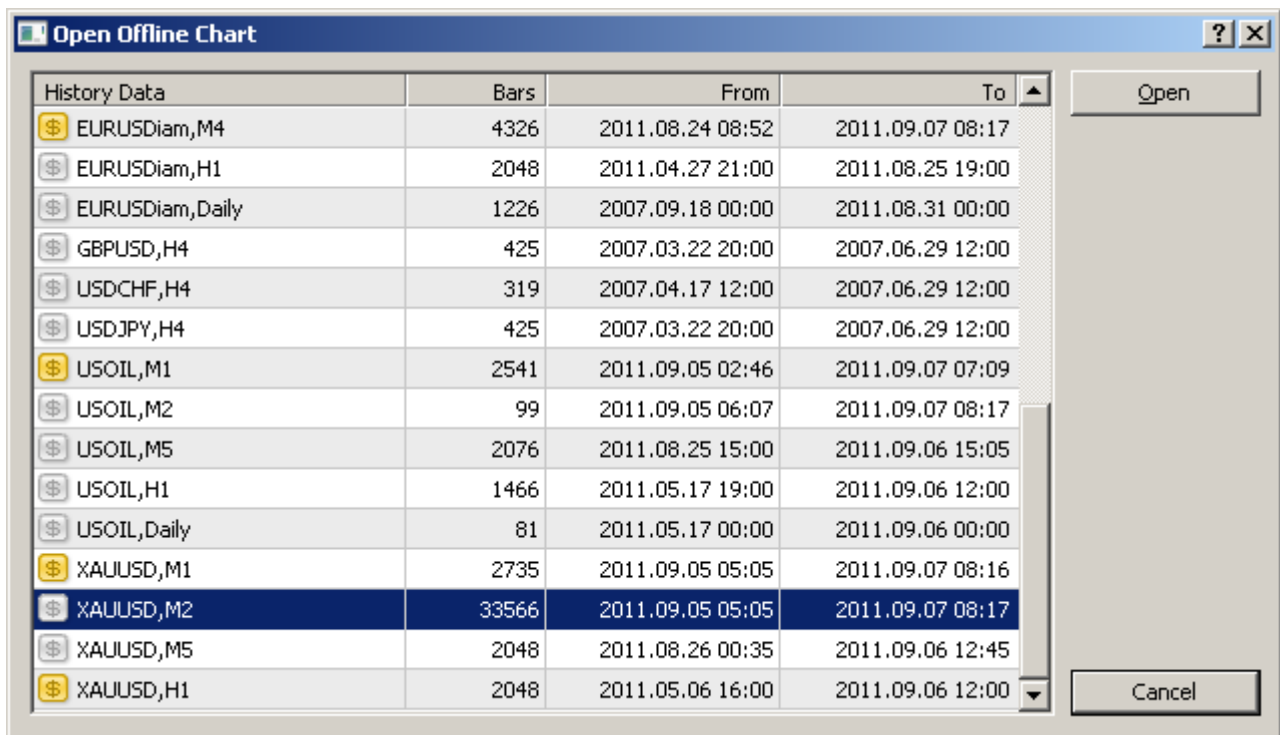 Open Offline Chart
History Data Bars From To Open
EURUSDiam,M4 4326 2011.08.24 08:52 2011.09.07 08:17
EURUSDiam,H1 2048 2011.04.27 21:00 2011.08.25 19:00
EURUSDiam,Daily 1226 2007.09.18 00:00 2011.08.31 00:00
GBPUSD,H4 425 2007.03.22 20:00 2007.06.29 12:00
USDCHF,H4 319 2007.04.17 12:00 2007.06.29 12:00
USDJPY,H4 425 2007.03.22 20:00 2007.06.29 12:00
USOIL,M1 2541 2011.09.05 02:46 2011.09.07 07:09
USOIL,M2 99 2011.09.05 06:07 2011.09.07 08:17
USOIL,M5 2076 2011.08.25 15:00 2011.09.06 15:05
USOIL,H1 1466 2011.05.17 19:00 2011.09.06 12:00
USOIL,Daily 81 2011.05.17 00:00 2011.09.06 00:00
XAUUSD,M1 2735 2011.09.05 05:05 2011.09.07 08:16
XAUUSD,M2 33566 2011.09.05 05:05 2011.09.07 08:17
XAUUSD,M5 2048 2011.08.26 00:35 2011.09.06 12:45
XAUUSD,H1 2048 2011.05.06 16:00 2011.09.06 12:00 Cancel